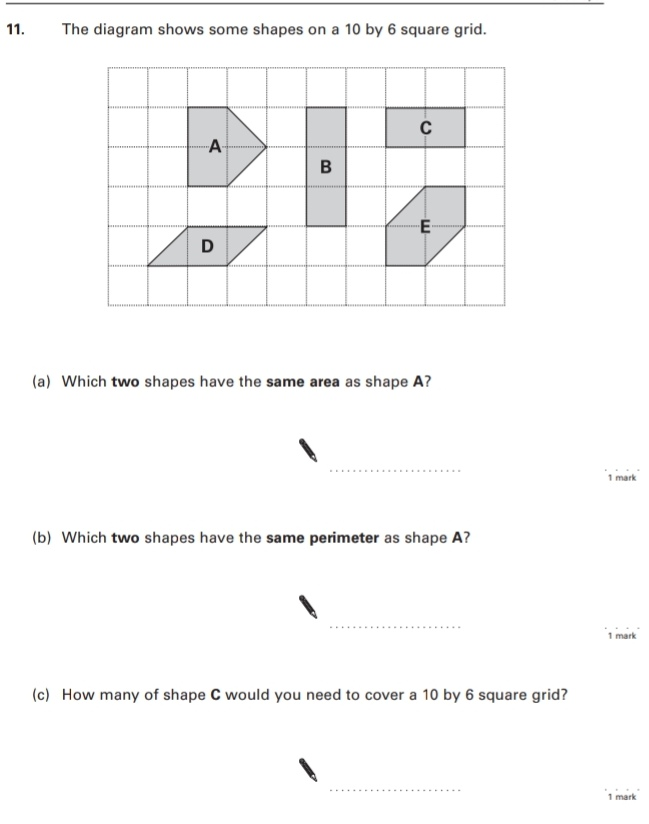 11. The diagram shows some shapes on a 10 by 6 square grid.
A
C
B
E
D
(a) Which two shapes have the same area as shape A?
1 mark
(b) Which two shapes have the same perimeter as shape A?
1 mark
(c) How many of shape C would you need to cover a 10 by 6 square grid?
1 mark